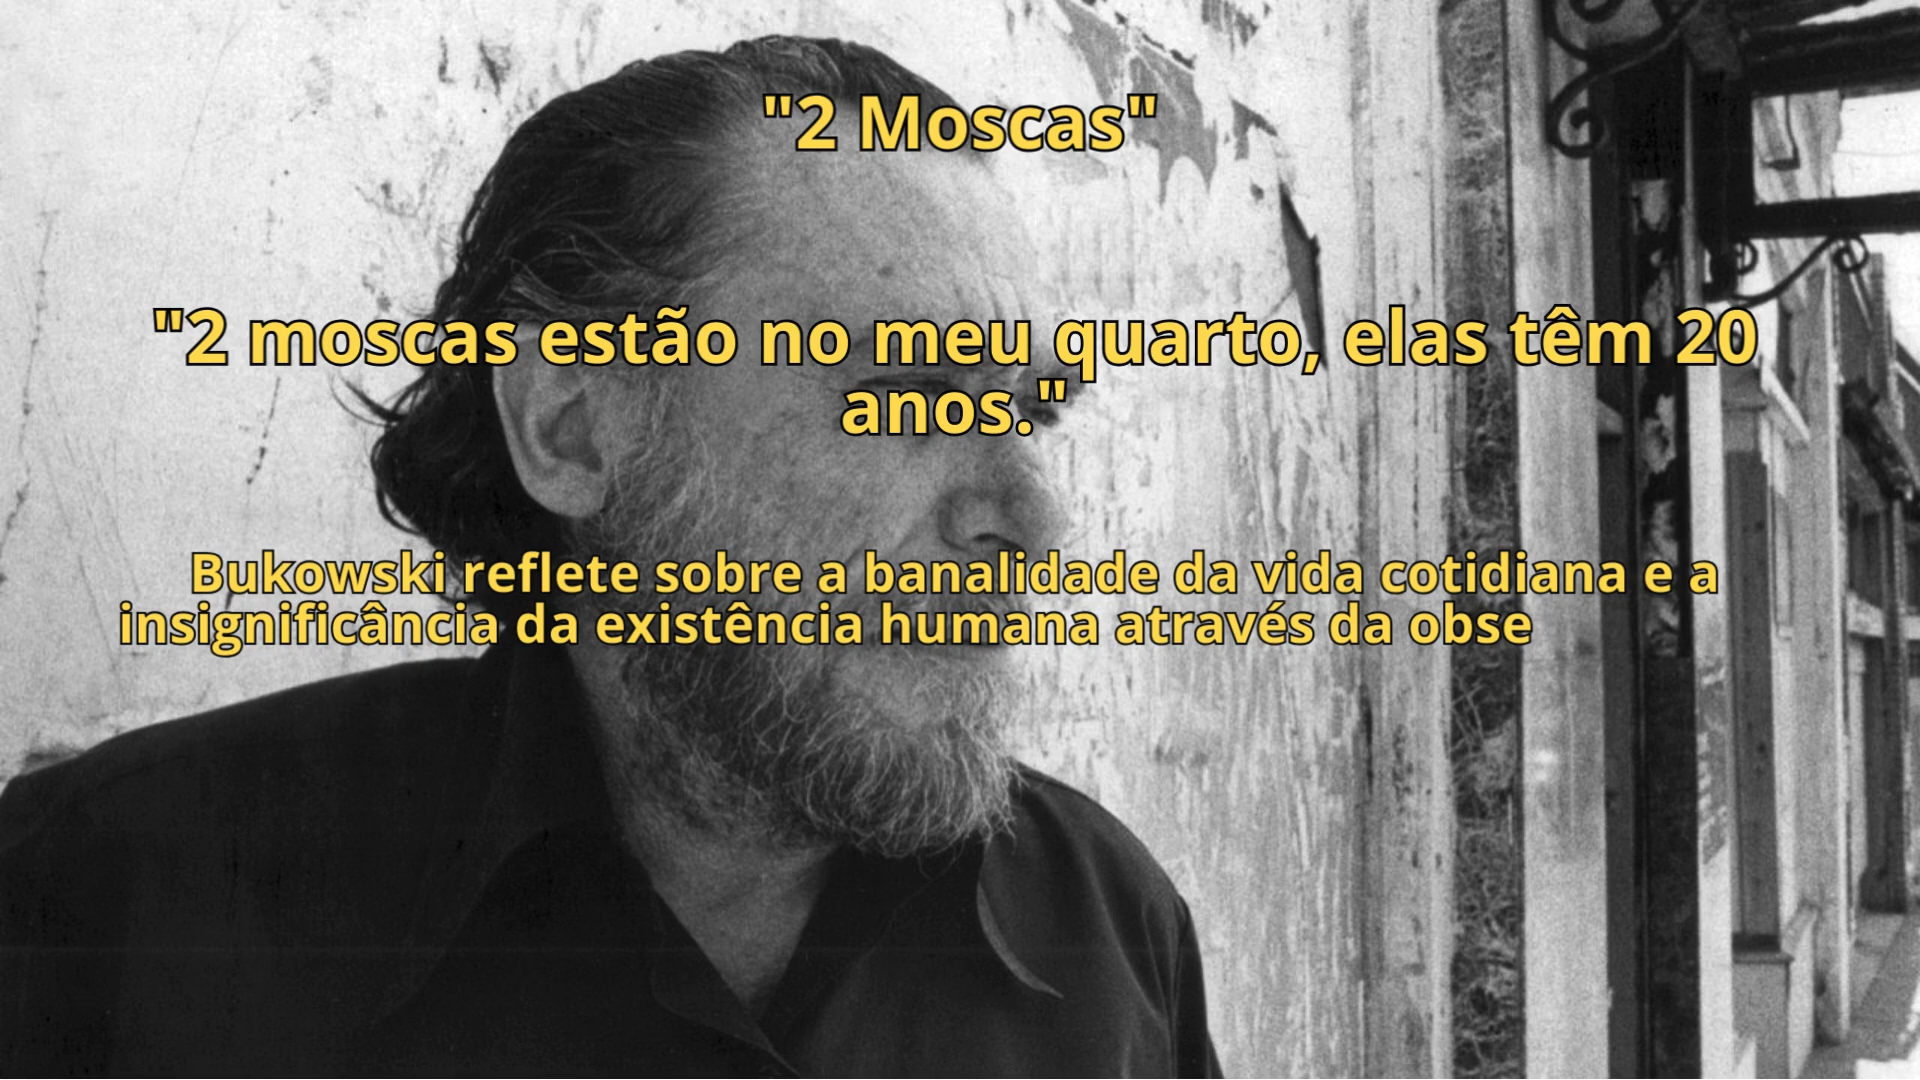 "2 Moscas"
"2 moscas estão no meu quarto, elas têm 20
anos."
Bukowski reflete sobre a banalidade da vida cotidiana e a
insignificância da existência humana através da obse